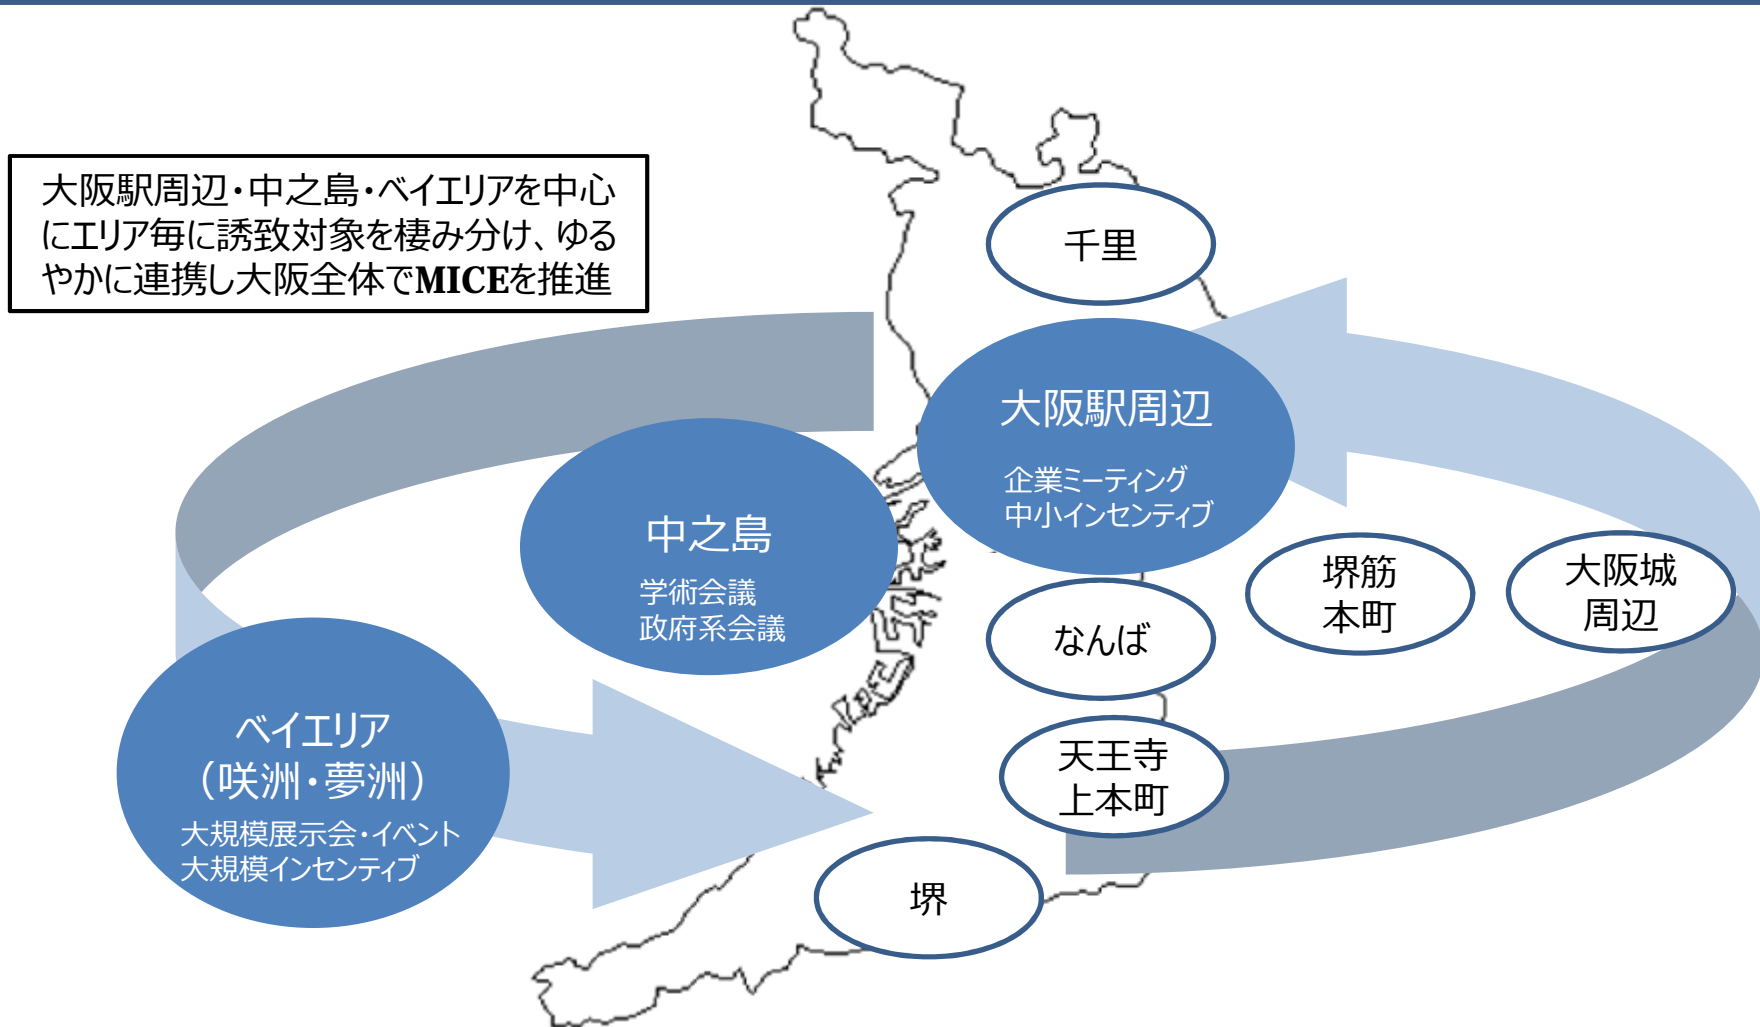 大阪駅周辺・中之島・ベイエリアを中心
にエリア毎に誘致対象を棲み分け、ゆる
やかに連携し大阪全体でMICEを推進
千里
大阪駅周辺
企業ミーティング
中小インセンティブ
中之島
学術会議
政府系会議
堺筋
本町
大阪城
周辺
なんば
ベイエリア
（咲洲・夢洲）
大規模展示会・イベント
大規模インセンティブ
天王寺
上本町
堺